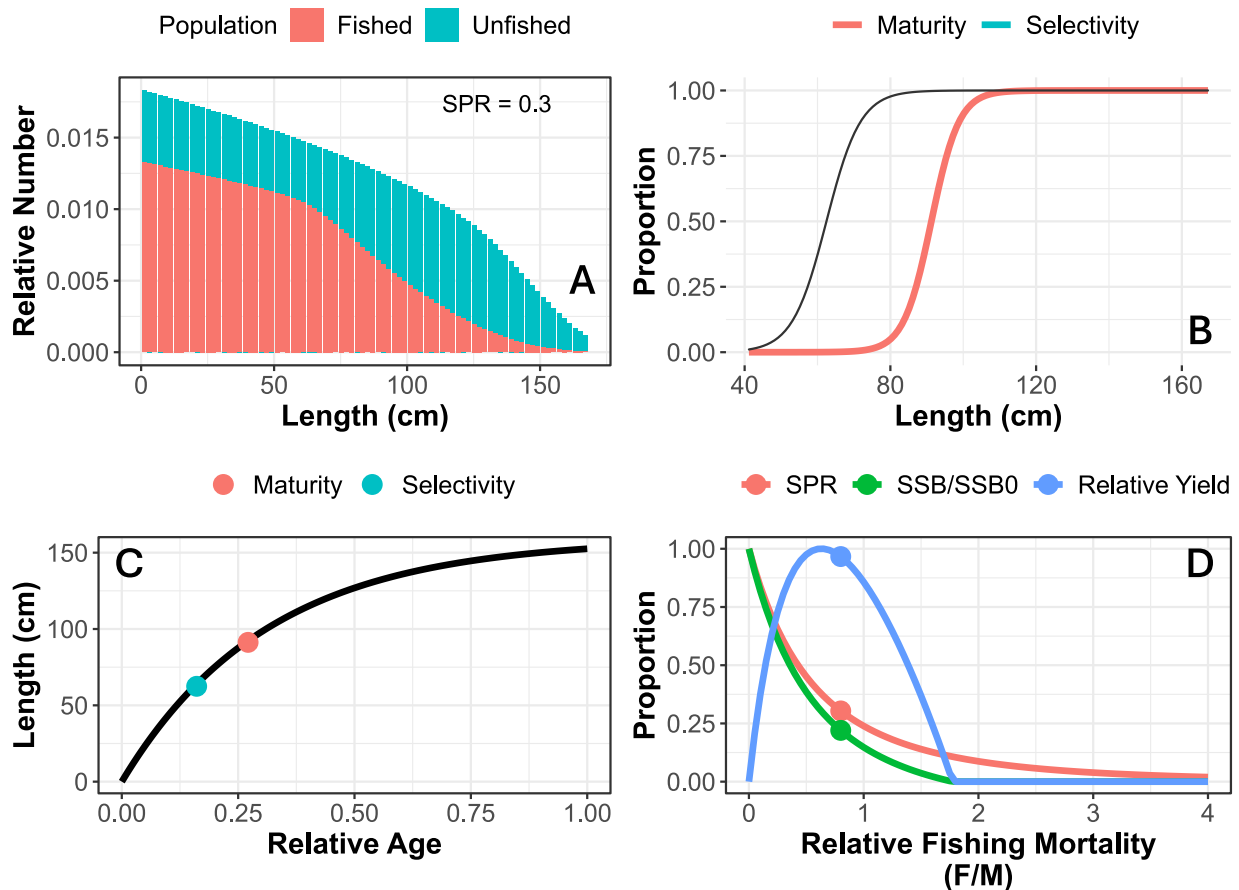 Population Fished Unfished
SPR = 0.3
A
0.015
0.010
0.005
0.000
Relative Number
0 50 100 150
Length (cm)
Maturity Selectivity
1.00
0.75
0.50
0.25
0.00
Proportion
B
40 80 120 160
Length (cm)
Maturity Selectivity
C
150
100
50
0
Length (cm)
0.00 0.25 0.50 0.75 1.00
Relative Age
SPR SSB/SSB0 Relative Yield
D
1.00
0.75
0.50
0.25
0.00
Proportion
0 1 2 3 4
Relative Fishing Mortality
(F/M)